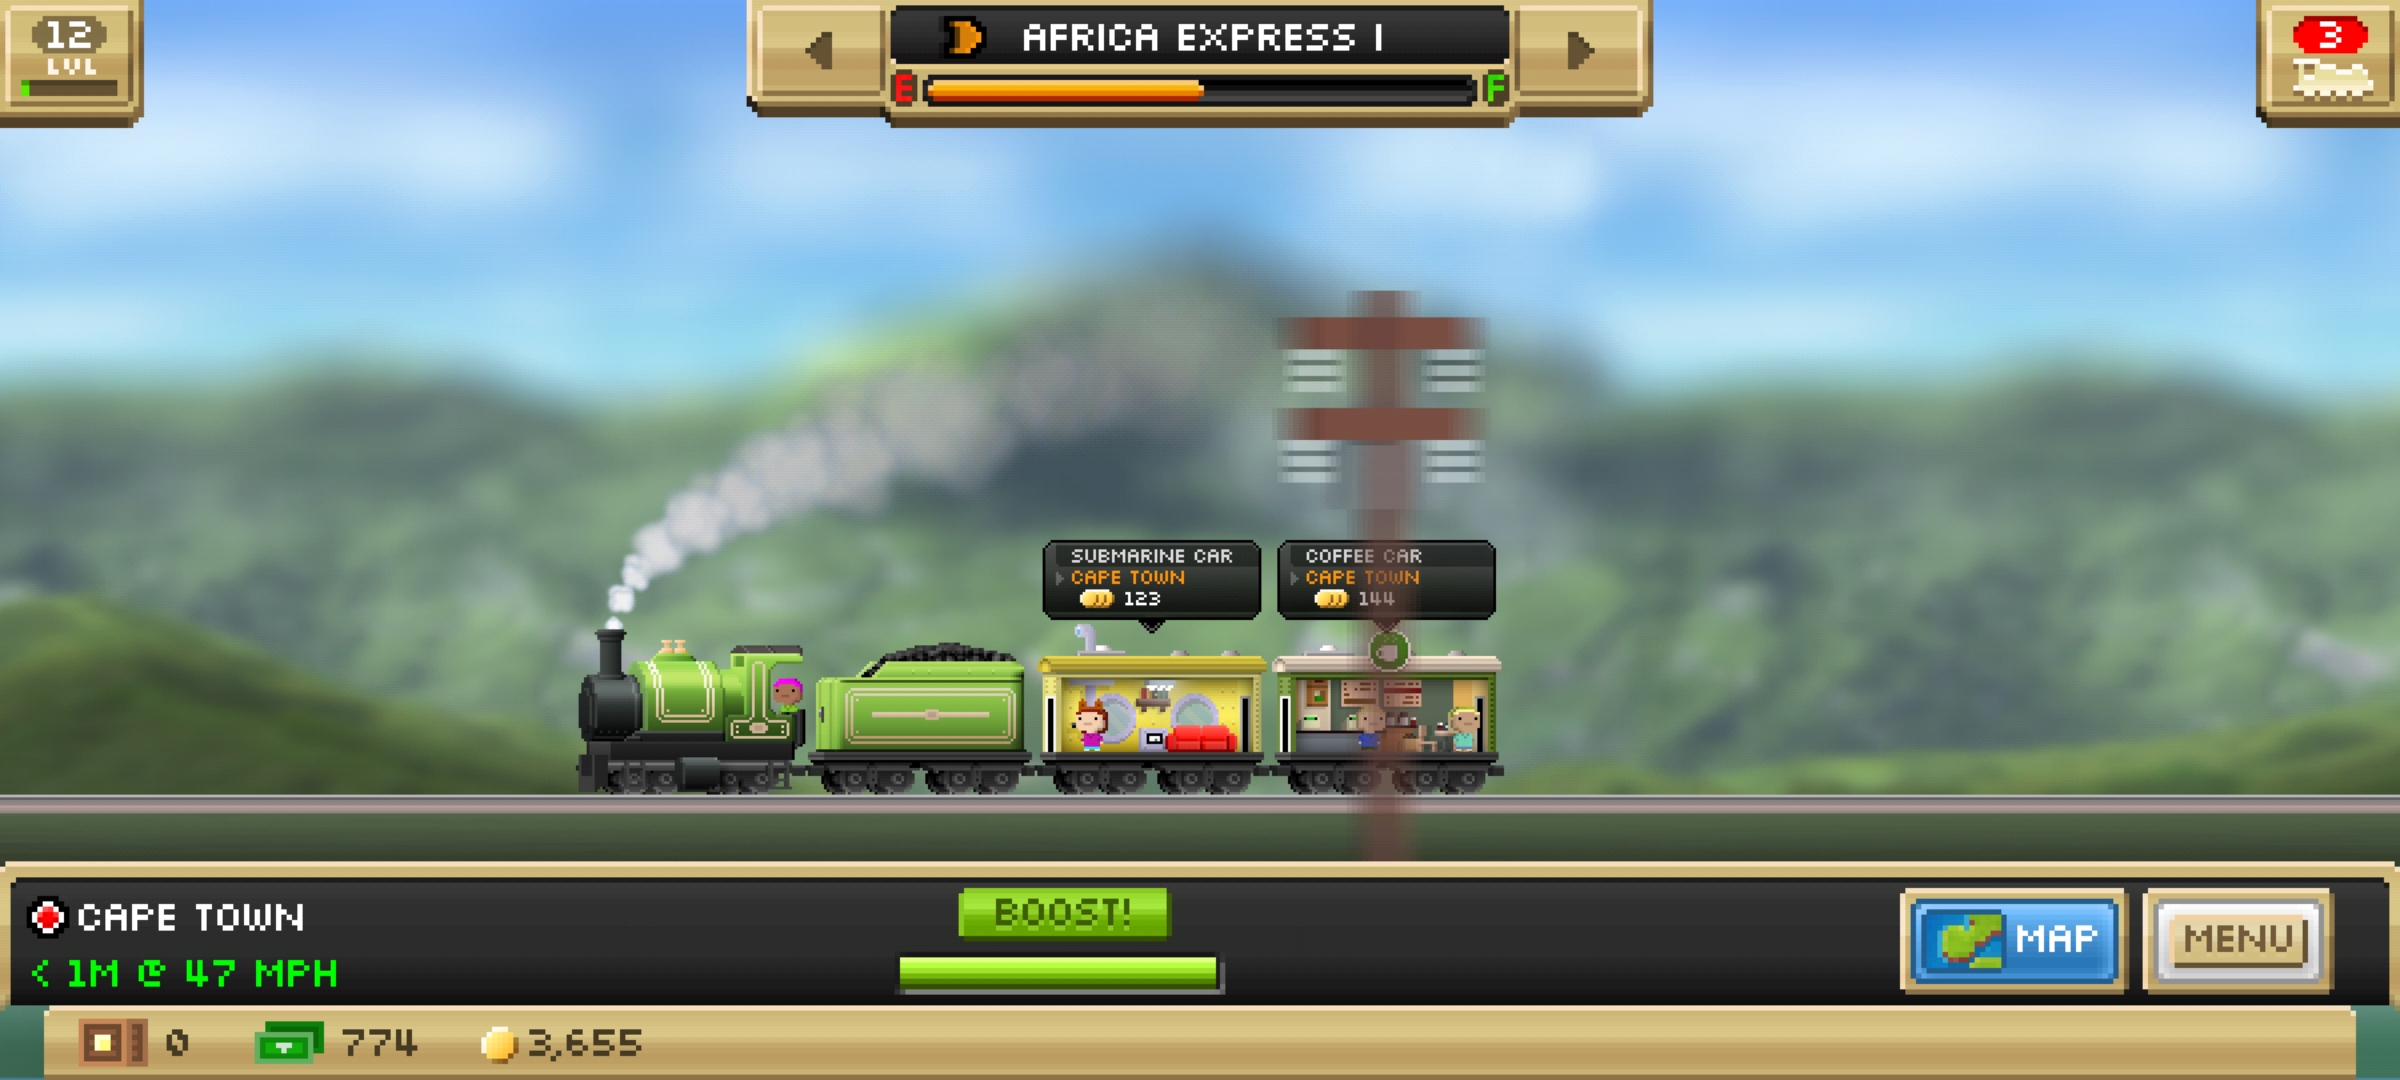 12
LVL
AFRICA EXPRESS I
E F
3
SUBMARINE CAR
CAPE TOWN
123
COFFEE CAR
CAPE TOWN
144
CAPE TOWN
< 1M @ 47 MPH
BOOST!
MAP
MENU
0 774 3,655